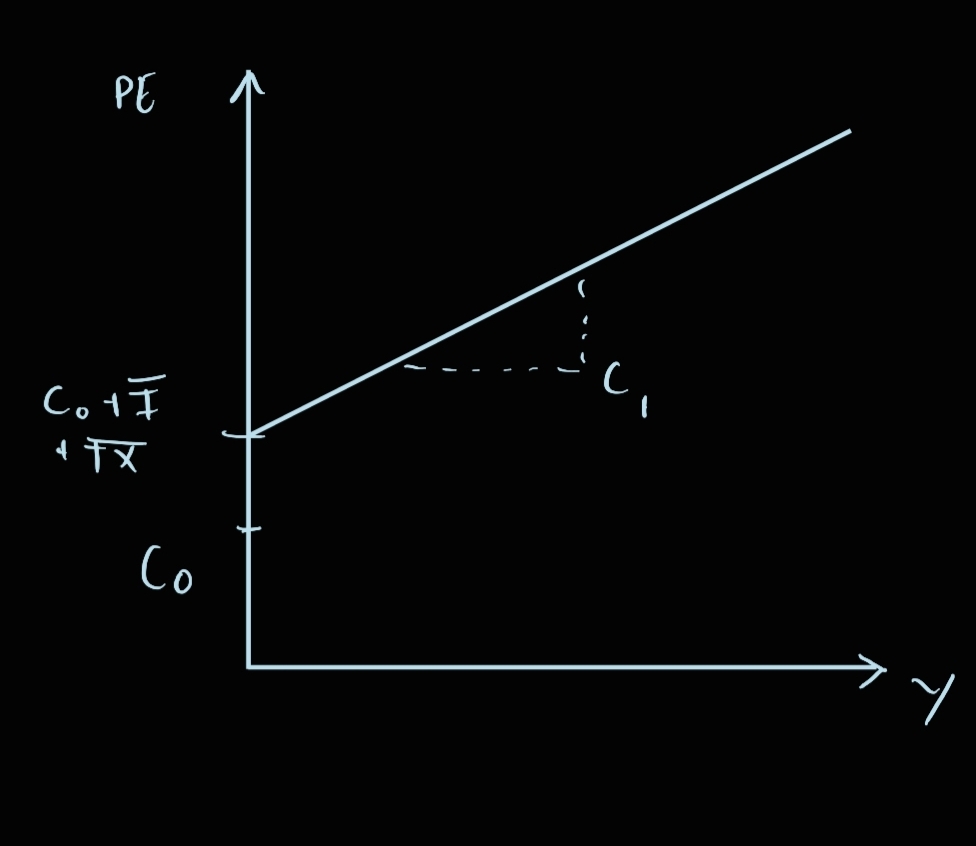 PE
C₀ + I̅
+ T̅X̅
C₁
C₀
Y